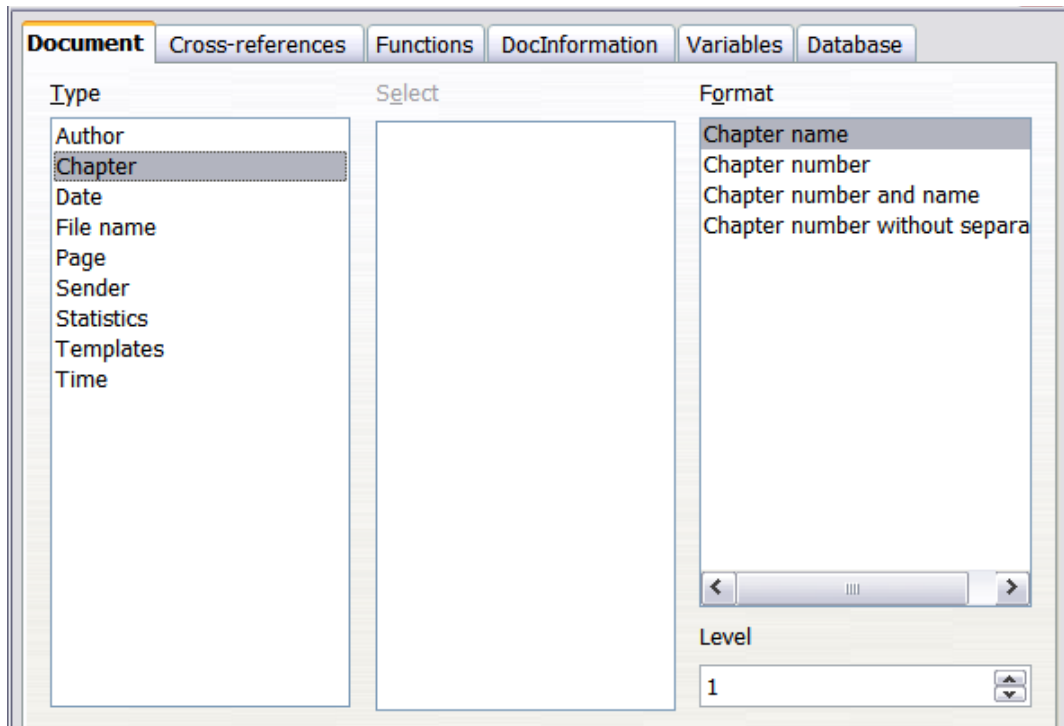 Document Cross-references Functions DocInformation Variables Database
Type
Author
Chapter
Date
File name
Page
Sender
Statistics
Templates
Time
Select
Format
Chapter name
Chapter number
Chapter number and name
Chapter number without separa
Level
1